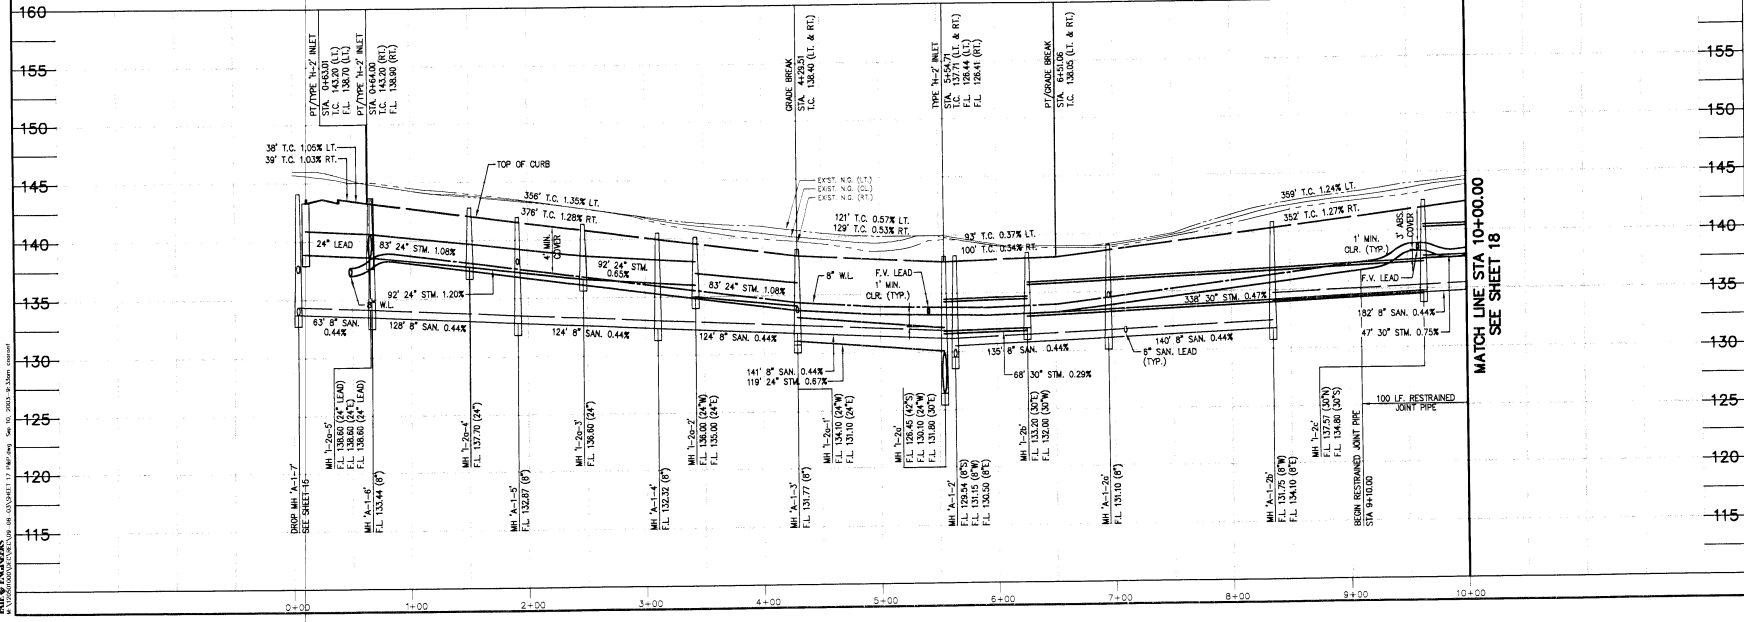 160
155
150
145
140
135
130
125
120
115
PT/TYPE 'H-2' INLET
STA. 0+63.01
T.C. 143.20 (LT.)
F.L. 138.70 (LT.)
PT/TYPE 'H-2' INLET
STA. 0+64.00
T.C. 143.20 (RT.)
F.L. 138.90 (RT.)
GRADE BREAK
STA. 4+29.51
T.C. 138.40 (LT. & RT.)
TYPE 'H-2' INLET
STA. 5+54.71
T.C. 137.71 (LT. & RT.)
F.L. 126.44 (LT.)
F.L. 126.41 (RT.)
PT/GRADE BREAK
STA. 6+51.06
T.C. 138.05 (LT. & RT.)
155
150
145
140
135
130
125
120
115
38' T.C. 1.05% LT.
39' T.C. 1.03% RT.
TOP OF CURB
356' T.C. 1.35% LT.
376' T.C. 1.28% RT.
EXIST. N.G. (LT.)
EXIST. N.G. (CL)
EXIST. N.G. (RT.)
121' T.C. 0.57% LT.
129' T.C. 0.53% RT.
93' T.C. 0.37% LT.
100' T.C. 0.34% RT.
359' T.C. 1.24% LT.
352' T.C. 1.27% RT.
3' ABS.
COVER
1' MIN.
CLR. (TYP.)
F.V. LEAD
24" LEAD
83' 24" STM. 1.08%
4' MIN.
COVER
92' 24" STM.
0.65%
83' 24" STM. 1.08%
8" W.L.
F.V. LEAD
1' MIN.
CLR. (TYP.)
92' 24" STM. 1.20%
8" W.L.
338' 30" STM. 0.47%
182' 8" SAN. 0.44%
47' 30" STM. 0.75%
63' 8" SAN.
0.44%
128' 8" SAN. 0.44%
124' 8" SAN. 0.44%
124' 8" SAN. 0.44%
141' 8" SAN. 0.44%
119' 24" STM. 0.67%
135' 8" SAN. 0.44%
68' 30" STM. 0.29%
140' 8" SAN. 0.44%
6" SAN. LEAD
(TYP.)
100 LF. RESTRAINED
JOINT PIPE
MATCH LINE STA 10+00.00
SEE SHEET 18
DROP MH 'A-1-7'
SEE SHEET 15
MH 'I-2a-5'
F.L. 138.60 (24" LEAD)
F.L. 138.60 (24"E)
F.L. 138.60 (24" LEAD)
MH 'A-1-6'
F.L. 133.44 (8")
MH 'I-2a-4'
F.L. 137.70 (24")
MH 'A-1-5'
F.L. 132.87 (8")
MH 'I-2a-3'
F.L. 136.60 (24")
MH 'A-1-4'
F.L. 132.32 (8")
MH 'I-2a-2'
F.L. 136.00 (24"W)
F.L. 135.00 (24"E)
MH 'A-1-3'
F.L. 131.77 (8")
MH 'I-2a-1'
F.L. 134.10 (24"W)
F.L. 131.10 (24"E)
MH 'I-2a'
F.L. 126.45 (42"S)
F.L. 130.10 (24"W)
F.L. 131.80 (30"E)
MH 'A-1-2'
F.L. 129.54 (8"S)
F.L. 131.15 (8"W)
F.L. 130.50 (8"E)
MH 'I-2b'
F.L. 133.20 (30"E)
F.L. 132.00 (30"W)
MH 'A-1-2a'
F.L. 131.10 (8")
MH 'A-1-2b'
F.L. 131.75 (8"W)
F.L. 134.10 (8"E)
MH 'I-2c'
F.L. 137.57 (30"N)
F.L. 134.80 (30"S)
BEGIN RESTRAINED JOINT PIPE
STA 9+10.00
0+00
1+00
2+00
3+00
4+00
5+00
6+00
7+00
8+00
9+00
10+00